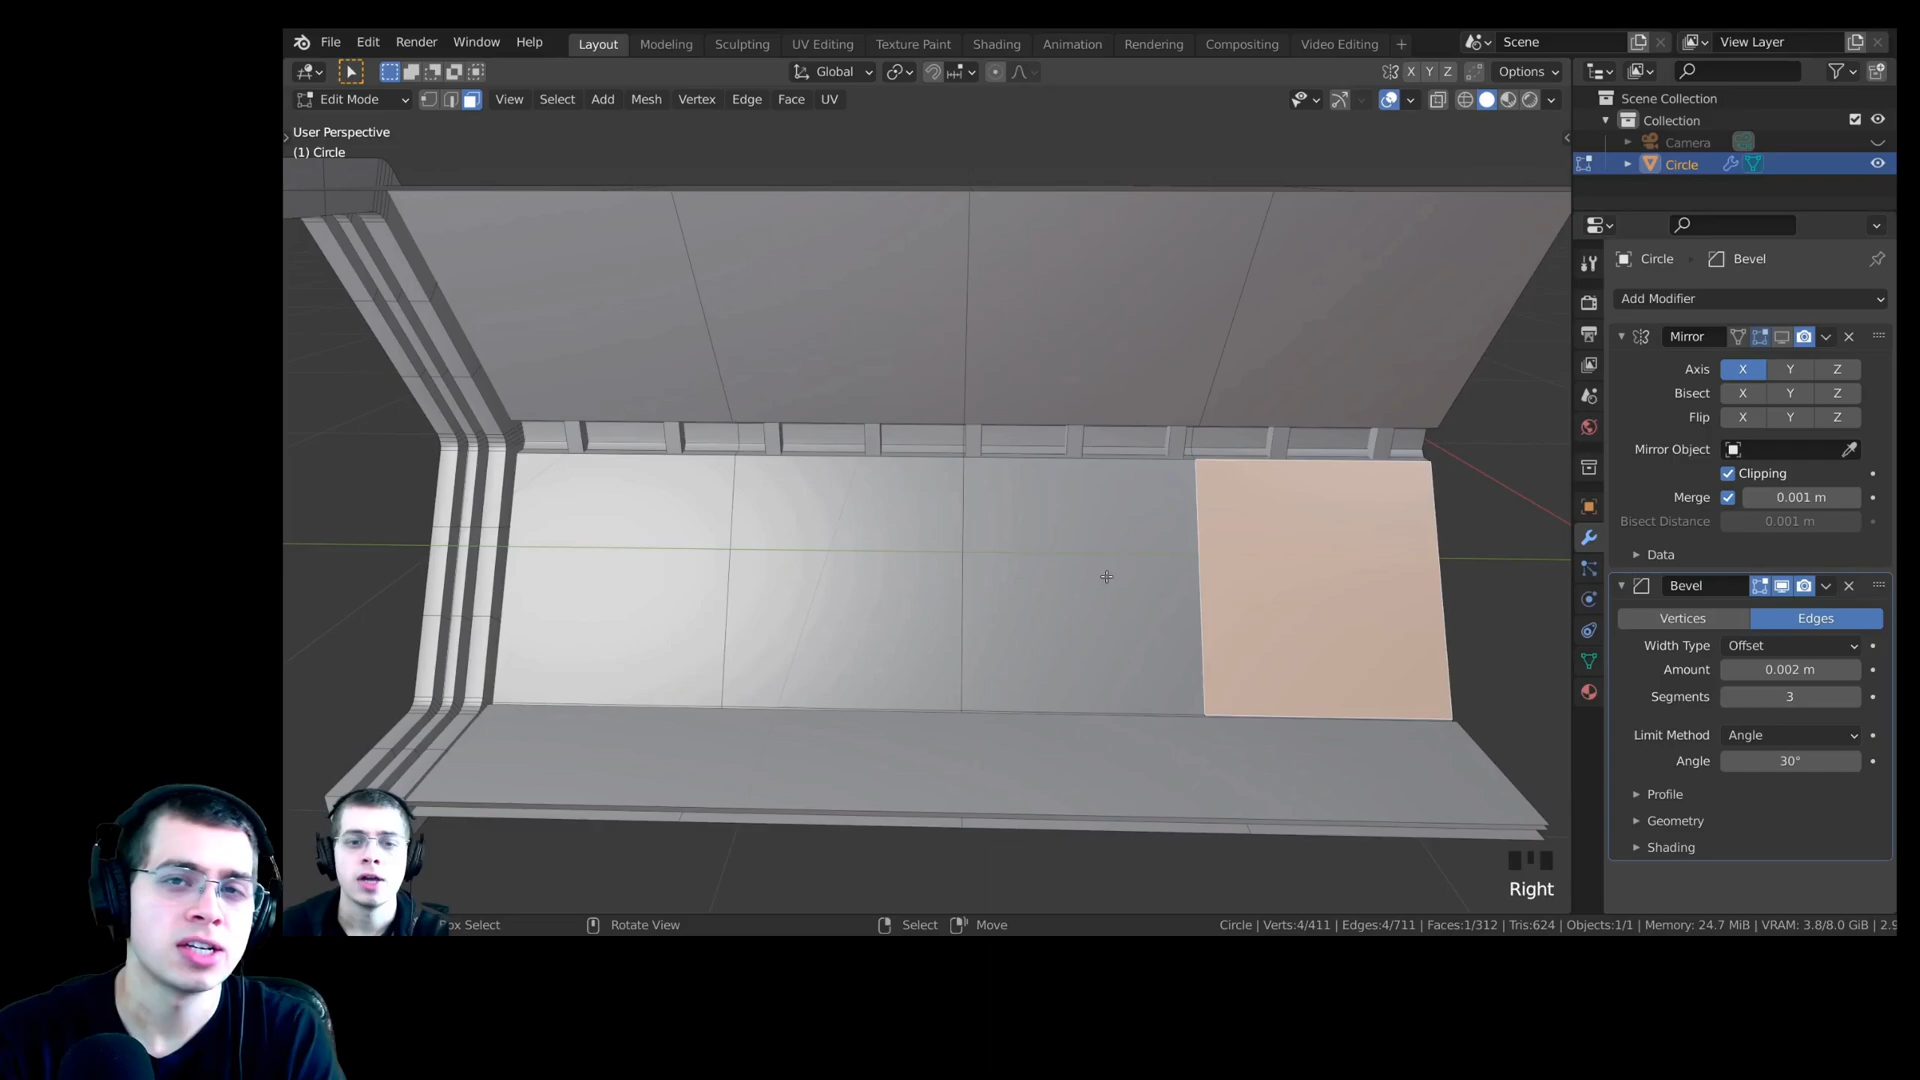 File Edit Render Window Help Layout Modeling Sculpting UV Editing Texture Paint Shading Animation Rendering Compositing Video Editing + Scene View Layer
Global X Y Z Options
Edit Mode View Select Add Mesh Vertex Edge Face UV
Scene Collection
Collection
Camera
Circle
User Perspective
(1) Circle
Circle Bevel
Add Modifier
Mirror
Axis X Y Z
Bisect X Y Z
Flip X Y Z
Mirror Object
Clipping
Merge 0.001 m
Bisect Distance 0.001 m
Data
Bevel
Vertices Edges
Width Type Offset
Amount 0.002 m
Segments 3
Limit Method Angle
Angle 30°
Profile
Geometry
Shading
Right
Box Select Rotate View Select Move Circle | Verts:4/411 | Edges:4/711 | Faces:1/312 | Tris:624 | Objects:1/1 | Memory: 24.7 MiB | VRAM: 3.8/8.0 GiB | 2.9